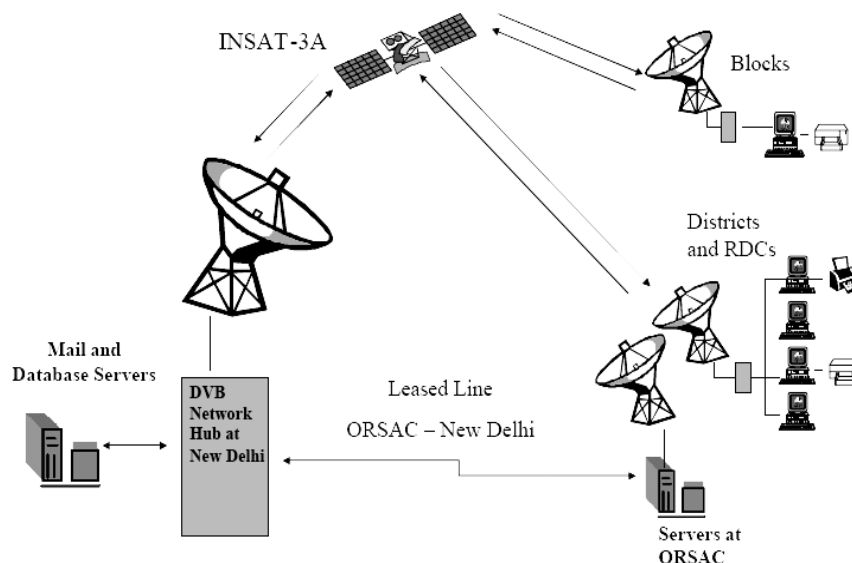 INSAT-3A
Blocks
Districts
and RDCs
Mail and
Database Servers
DVB
Network
Hub at
New Delhi
Leased Line
ORSAC – New Delhi
Servers at
ORSAC